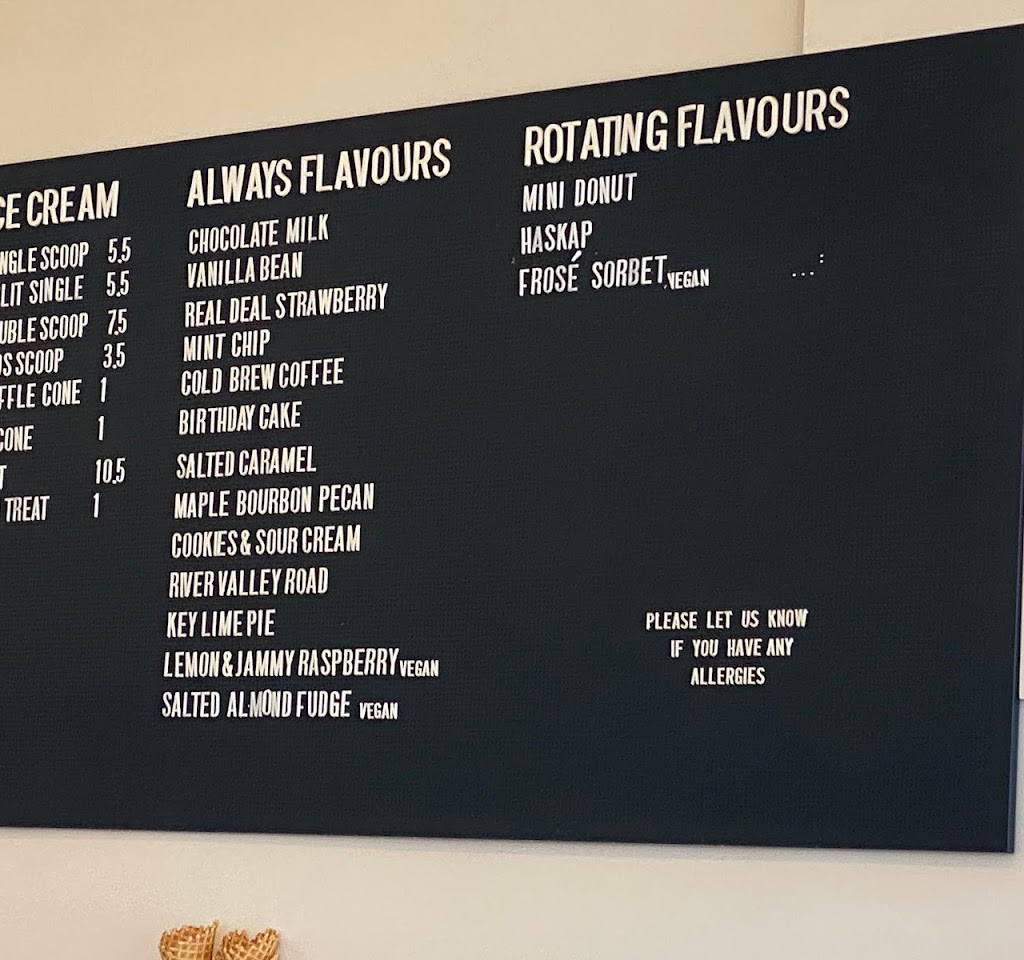 CE CREAM
NGLE SCOOP 5.5
LIT SINGLE 5.5
UBLE SCOOP 7.5
DS SCOOP 3.5
FFLE CONE 1
CONE 1
T 10.5
TREAT 1
ALWAYS FLAVOURS
CHOCOLATE MILK
VANILLA BEAN
REAL DEAL STRAWBERRY
MINT CHIP
COLD BREW COFFEE
BIRTHDAY CAKE
SALTED CARAMEL
MAPLE BOURBON PECAN
COOKIES & SOUR CREAM
RIVER VALLEY ROAD
KEY LIME PIE
LEMON & JAMMY RASPBERRY VEGAN
SALTED ALMOND FUDGE VEGAN
ROTATING FLAVOURS
MINI DONUT
HASKAP
FROSÉ SORBET VEGAN
PLEASE LET US KNOW
IF YOU HAVE ANY
ALLERGIES